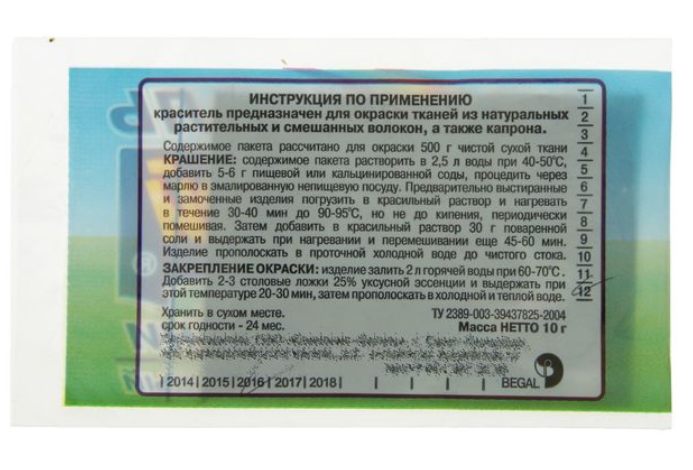 ИНСТРУКЦИЯ ПО ПРИМЕНЕНИЮ
краситель предназначен для окраски тканей из натуральных
растительных и смешанных волокон, а также капрона.
Содержимое пакета рассчитано для окраски 500 г чистой сухой ткани
КРАШЕНИЕ: содержимое пакета растворить в 2,5 л воды при 40-50°С,
добавить 5-6 г пищевой или кальцинированной соды, процедить через
марлю в эмалированную непищевую посуду. Предварительно выстиранные
и замоченные изделия погрузить в красильный раствор и нагревать
в течение 30-40 мин до 90-95°С, но не до кипения, периодически
помешивая. Затем добавить в красильный раствор 30 г поваренной
соли и выдержать при нагревании и перемешивании еще 45-60 мин.
Изделие прополоскать в проточной холодной воде до чистого стока.
ЗАКРЕПЛЕНИЕ ОКРАСКИ: изделие залить 2 л горячей воды при 60-70°С.
Добавить 2-3 столовые ложки 25% уксусной эссенции и выдержать при
этой температуре 20-30 мин, затем прополоскать в холодной и теплой воде.
Хранить в сухом месте.
срок годности - 24 мес.
ТУ 2389-003-39437825-2004
Масса НЕТТО 10 г
| 2014 | 2015 | 2016 | 2017 | 2018 |
BEGAL
1
2
3
4
5
6
7
8
9
10
11
12